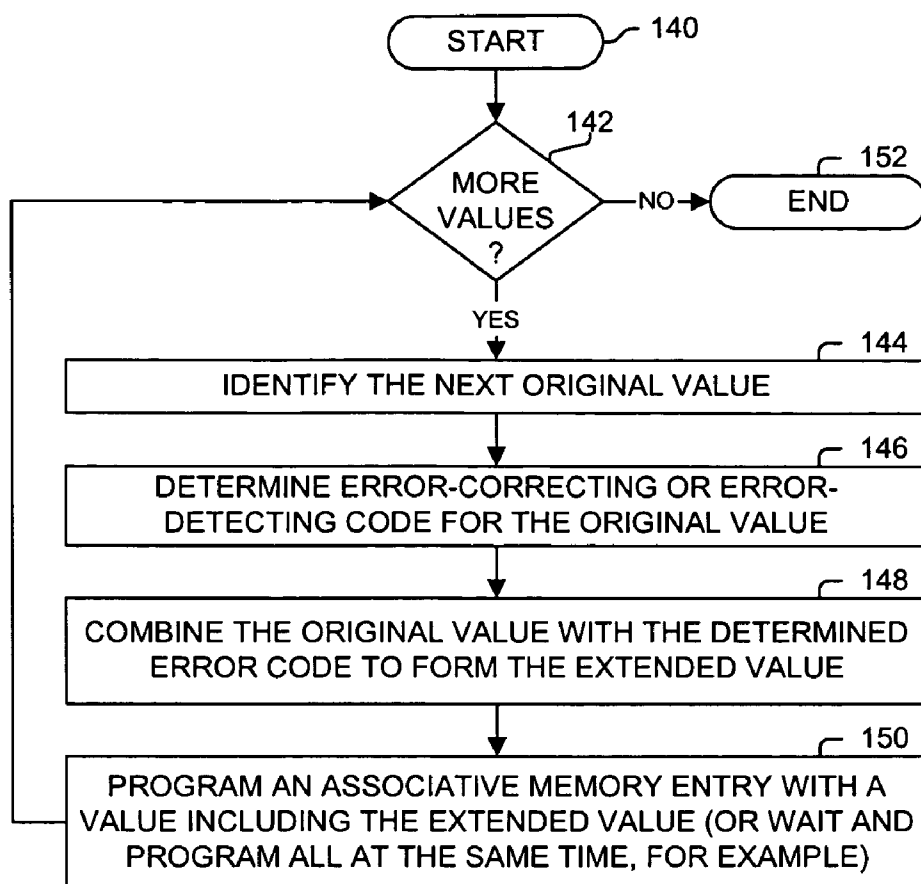 START
140
142
MORE
VALUES
?
NO
152
END
YES
144
IDENTIFY THE NEXT ORIGINAL VALUE
146
DETERMINE ERROR-CORRECTING OR ERROR-
DETECTING CODE FOR THE ORIGINAL VALUE
148
COMBINE THE ORIGINAL VALUE WITH THE DETERMINED
ERROR CODE TO FORM THE EXTENDED VALUE
150
PROGRAM AN ASSOCIATIVE MEMORY ENTRY WITH A
VALUE INCLUDING THE EXTENDED VALUE (OR WAIT AND
PROGRAM ALL AT THE SAME TIME, FOR EXAMPLE)